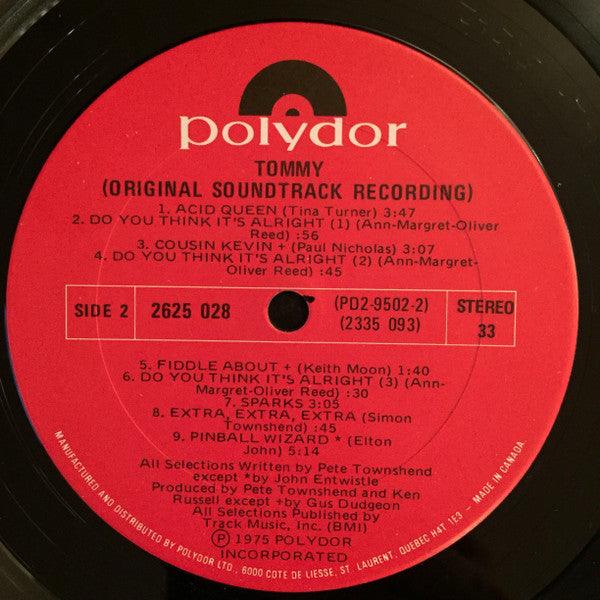 polydor
TOMMY
(ORIGINAL SOUNDTRACK RECORDING)
1. ACID QUEEN (Tina Turner) 3:47
2. DO YOU THINK IT'S ALRIGHT (1) (Ann-Margret-Oliver
Reed) :56
3. COUSIN KEVIN + (Paul Nicholas) 3:07
4. DO YOU THINK IT'S ALRIGHT (2) (Ann-Margret-
Oliver Reed) :45
SIDE 2
2625 028
(PD2-9502-2)
(2335 093)
STEREO
33
5. FIDDLE ABOUT + (Keith Moon) 1:40
6. DO YOU THINK IT'S ALRIGHT (3) (Ann-
Margret-Oliver Reed) :30
7. SPARKS 3:05
8. EXTRA, EXTRA, EXTRA (Simon
Townshend) :45
9. PINBALL WIZARD * (Elton
John) 5:14
All Selections Written by Pete Townshend
except * by John Entwistle
Produced by Pete Townshend and Ken
Russell except + by Gus Dudgeon
All Selections Published by
Track Music, Inc. (BMI)
Ⓟ 1975 POLYDOR
INCORPORATED
MANUFACTURED AND DISTRIBUTED BY POLYDOR LTD., 6000 COTE DE LIESSE, ST. LAURENT, QUEBEC H4T 1E3 - MADE IN CANADA.